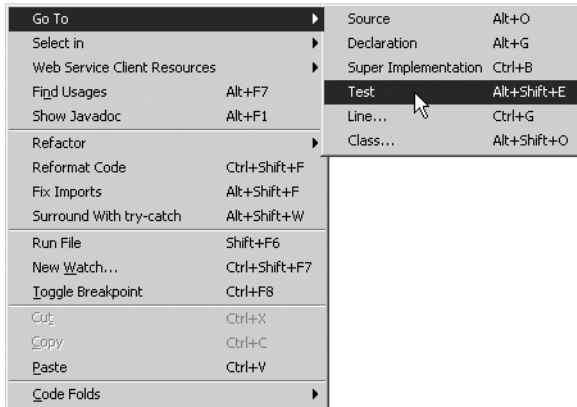 Go To
Select in
Web Service Client Resources
Find Usages Alt+F7
Show Javadoc Alt+F1
Refactor
Reformat Code Ctrl+Shift+F
Fix Imports Alt+Shift+F
Surround With try-catch Alt+Shift+W
Run File Shift+F6
New Watch... Ctrl+Shift+F7
Toggle Breakpoint Ctrl+F8
Cut Ctrl+X
Copy Ctrl+C
Paste Ctrl+V
Code Folds
Source Alt+O
Declaration Alt+G
Super Implementation Ctrl+B
Test Alt+Shift+E
Line... Ctrl+G
Class... Alt+Shift+O